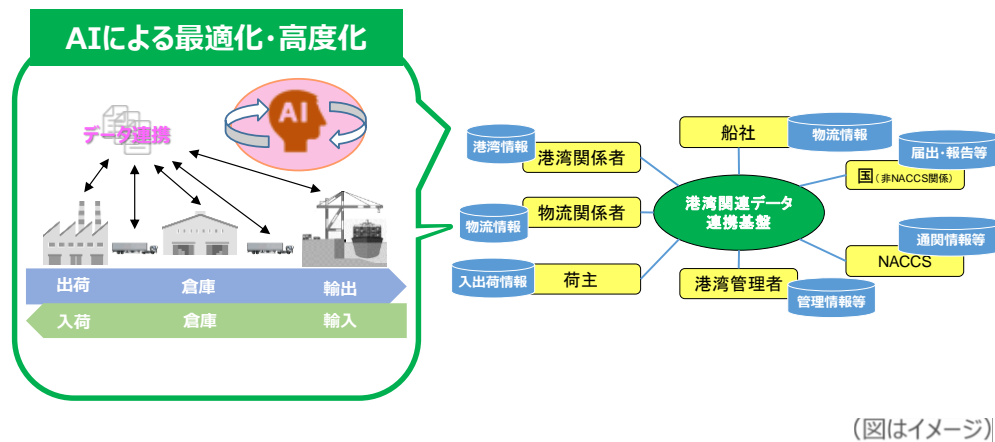 AIによる最適化・高度化
データ連携
AI
出荷
倉庫
輸出
入荷
倉庫
輸入
港湾情報
港湾関係者
物流情報
物流関係者
入出荷情報
荷主
船社
物流情報
届出・報告等
国(非NACCS関係)
港湾関連データ
連携基盤
通関情報等
NACCS
港湾管理者
管理情報等
(図はイメージ)